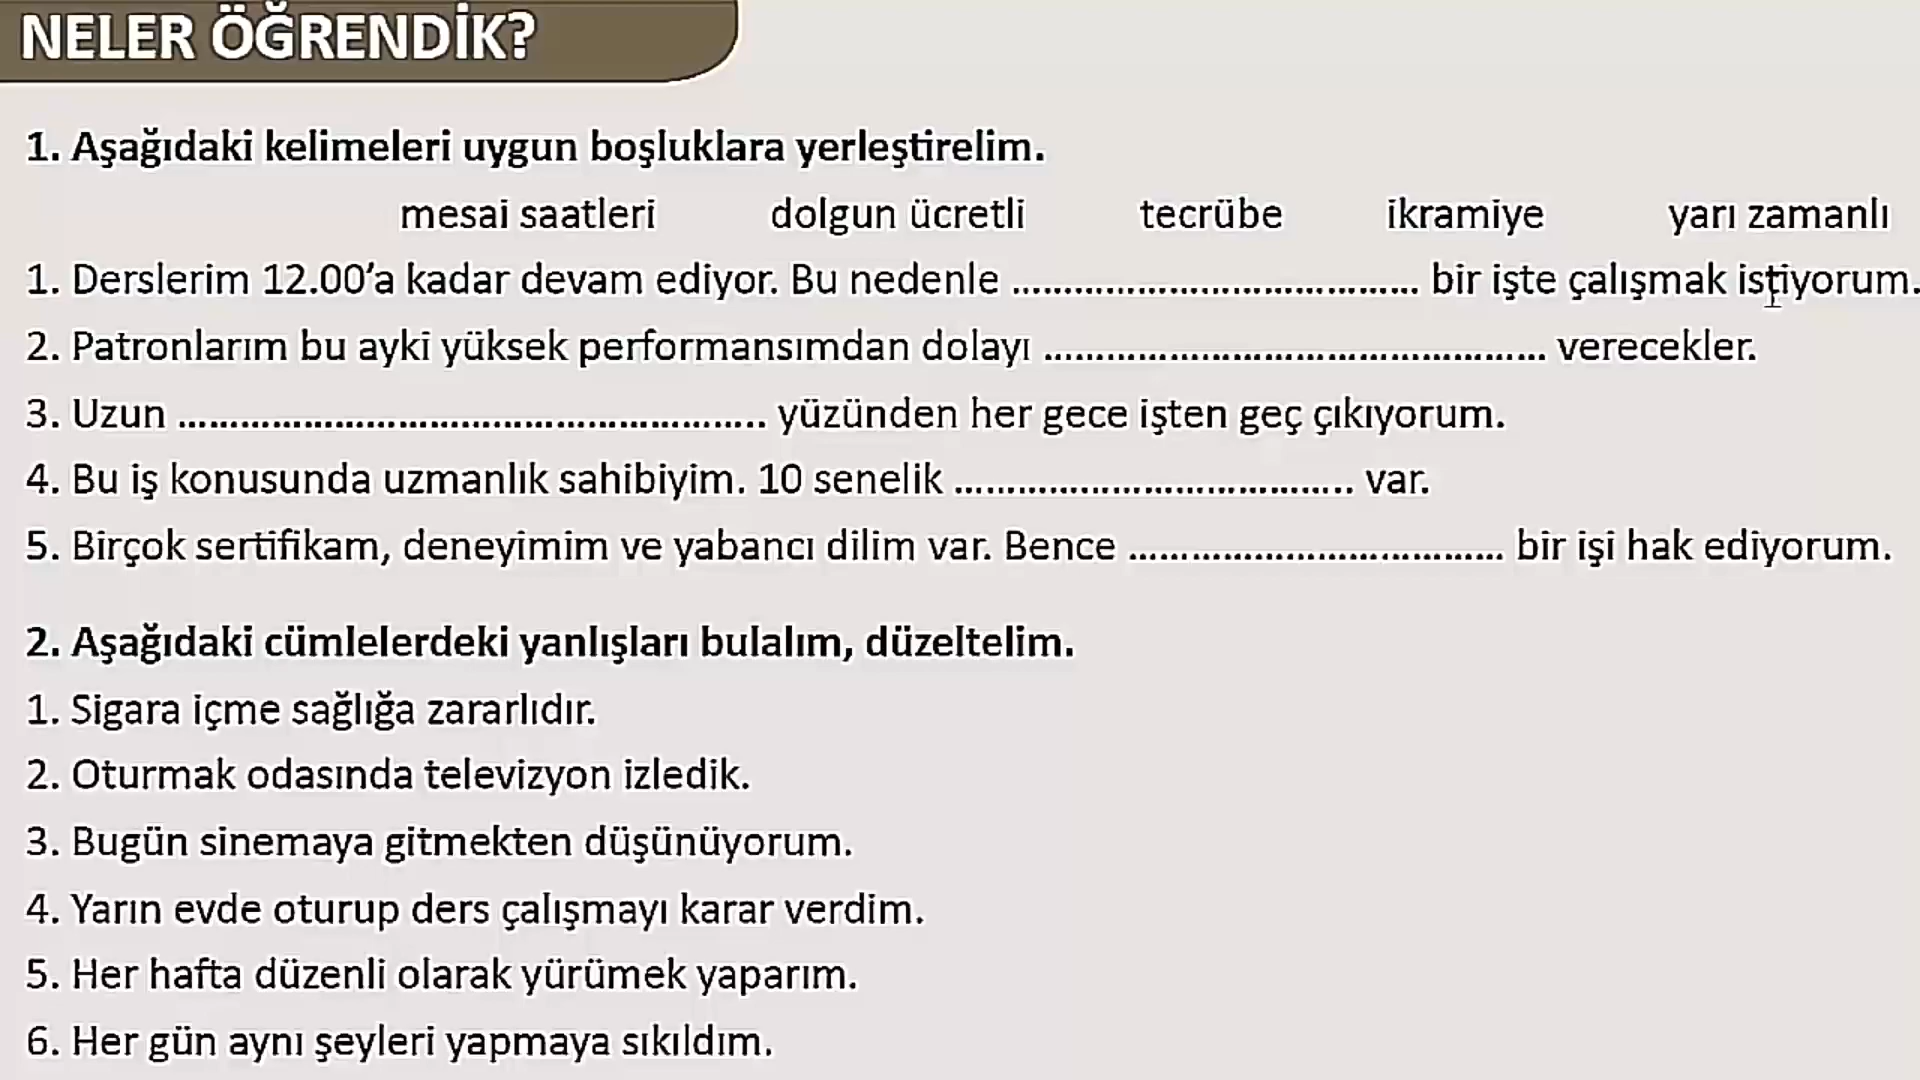 NELER ÖĞRENDİK?
1. Aşağıdaki kelimeleri uygun boşluklara yerleştirelim.
mesai saatleri dolgun ücretli tecrübe ikramiye yarı zamanlı
1. Derslerim 12.00’a kadar devam ediyor. Bu nedenle ....................................... bir işte çalışmak istiyorum.
2. Patronlarım bu ayki yüksek performansımdan dolayı ................................................ verecekler.
3. Uzun ........................................................ yüzünden her gece işten geç çıkıyorum.
4. Bu iş konusunda uzmanlık sahibiyim. 10 senelik ...................................... var.
5. Birçok sertifikam, deneyimim ve yabancı dilim var. Bence .................................... bir işi hak ediyorum.
2. Aşağıdaki cümlelerdeki yanlışları bulalım, düzeltelim.
1. Sigara içme sağlığa zararlıdır.
2. Oturmak odasında televizyon izledik.
3. Bugün sinemaya gitmekten düşünüyorum.
4. Yarın evde oturup ders çalışmayı karar verdim.
5. Her hafta düzenli olarak yürümek yaparım.
6. Her gün aynı şeyleri yapmaya sıkıldım.